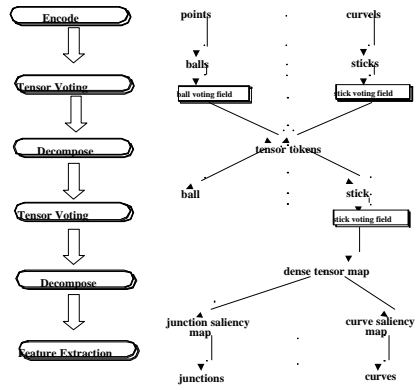 Encode
points
curvels
balls
sticks
Tensor Voting
ball voting field
stick voting field
Decompose
tensor tokens
ball
stick
Tensor Voting
stick voting field
dense tensor map
Decompose
junction saliency
map
curve saliency
map
Feature Extraction
junctions
curves